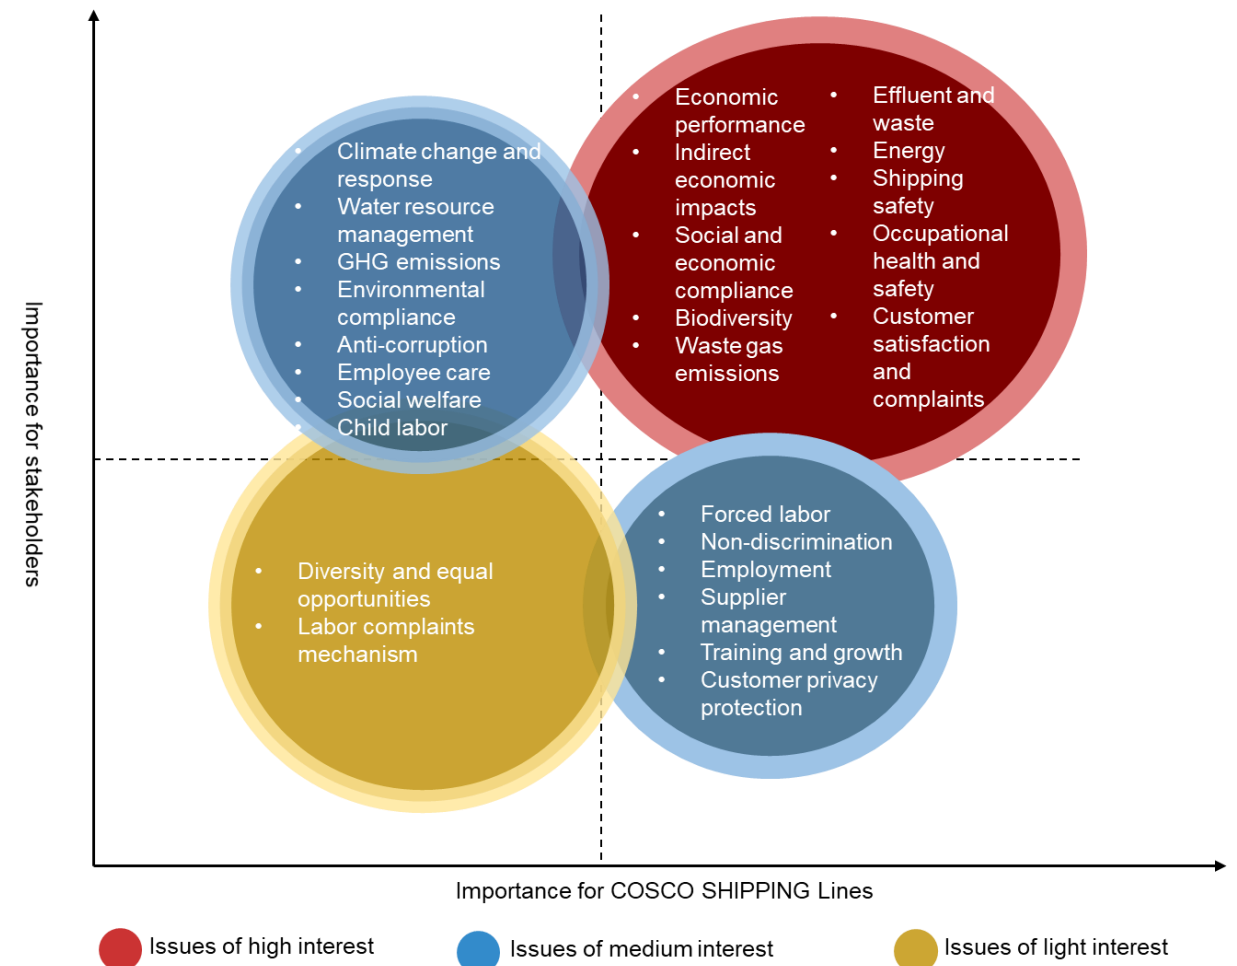 • Economic
performance
• Indirect
economic
impacts
• Social and
economic
compliance
• Biodiversity
• Waste gas
emissions
• Effluent and
waste
• Energy
• Shipping
safety
• Occupational
health and
safety
• Customer
satisfaction
and
complaints
• Climate change and
response
• Water resource
management
• GHG emissions
• Environmental
compliance
• Anti-corruption
• Employee care
• Social welfare
• Child labor
• Diversity and equal
opportunities
• Labor complaints
mechanism
• Forced labor
• Non-discrimination
• Employment
• Supplier
management
• Training and growth
• Customer privacy
protection
Importance for stakeholders
Importance for COSCO SHIPPING Lines
Issues of high interest
Issues of medium interest
Issues of light interest